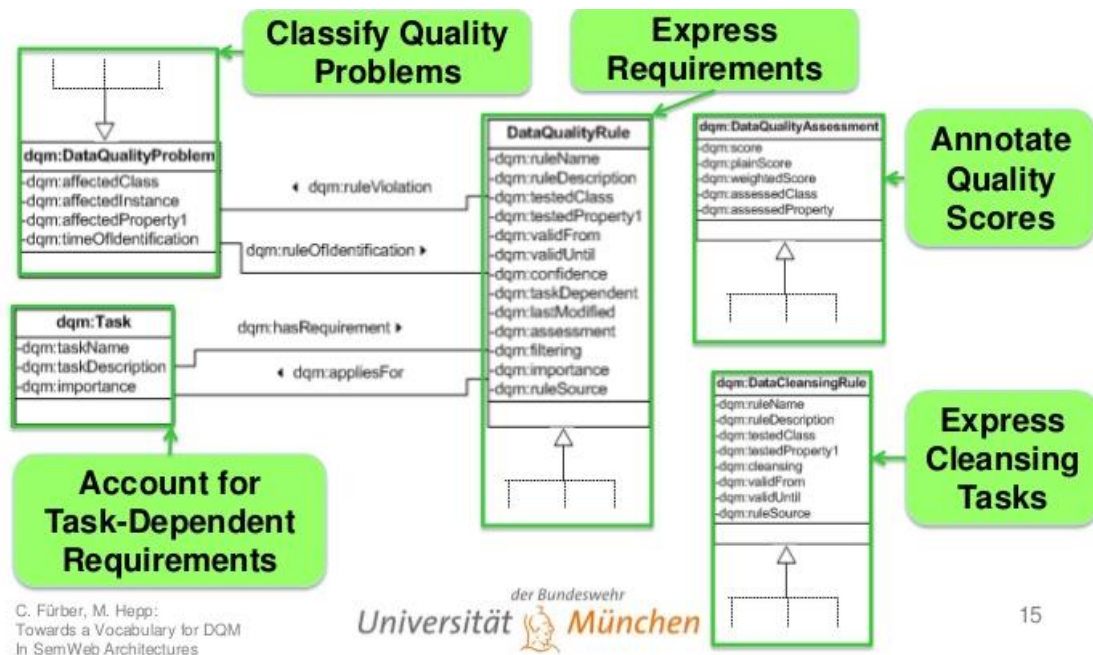 Classify Quality
Problems
Express
Requirements
dqm:DataQualityProblem
-dqm:affectedClass
-dqm:affectedInstance
-dqm:affectedProperty1
-dqm:timeOfIdentification
dqm:ruleViolation
dqm:ruleOfIdentification
DataQualityRule
-dqm:ruleName
-dqm:ruleDescription
-dqm:testedClass
-dqm:testedProperty1
-dqm:validFrom
-dqm:validUntil
-dqm:confidence
-dqm:taskDependent
-dqm:lastModified
-dqm:assessment
-dqm:filtering
-dqm:importance
-dqm:ruleSource
dqm:DataQualityAssessment
-dqm:score
-dqm:plainScore
-dqm:weightedScore
-dqm:assessedClass
-dqm:assessedProperty
Annotate
Quality
Scores
dqm:Task
-dqm:taskName
-dqm:taskDescription
-dqm:importance
dqm:hasRequirement
dqm:appliesFor
dqm:DataCleansingRule
-dqm:ruleName
-dqm:ruleDescription
-dqm:testedClass
-dqm:testedProperty1
-dqm:cleansing
-dqm:validFrom
-dqm:validUntil
-dqm:ruleSource
Express
Cleansing
Tasks
Account for
Task-Dependent
Requirements
C. Fürber, M. Hepp:
Towards a Vocabulary for DQM
In SemWeb Architectures
der Bundeswehr
Universität München
15